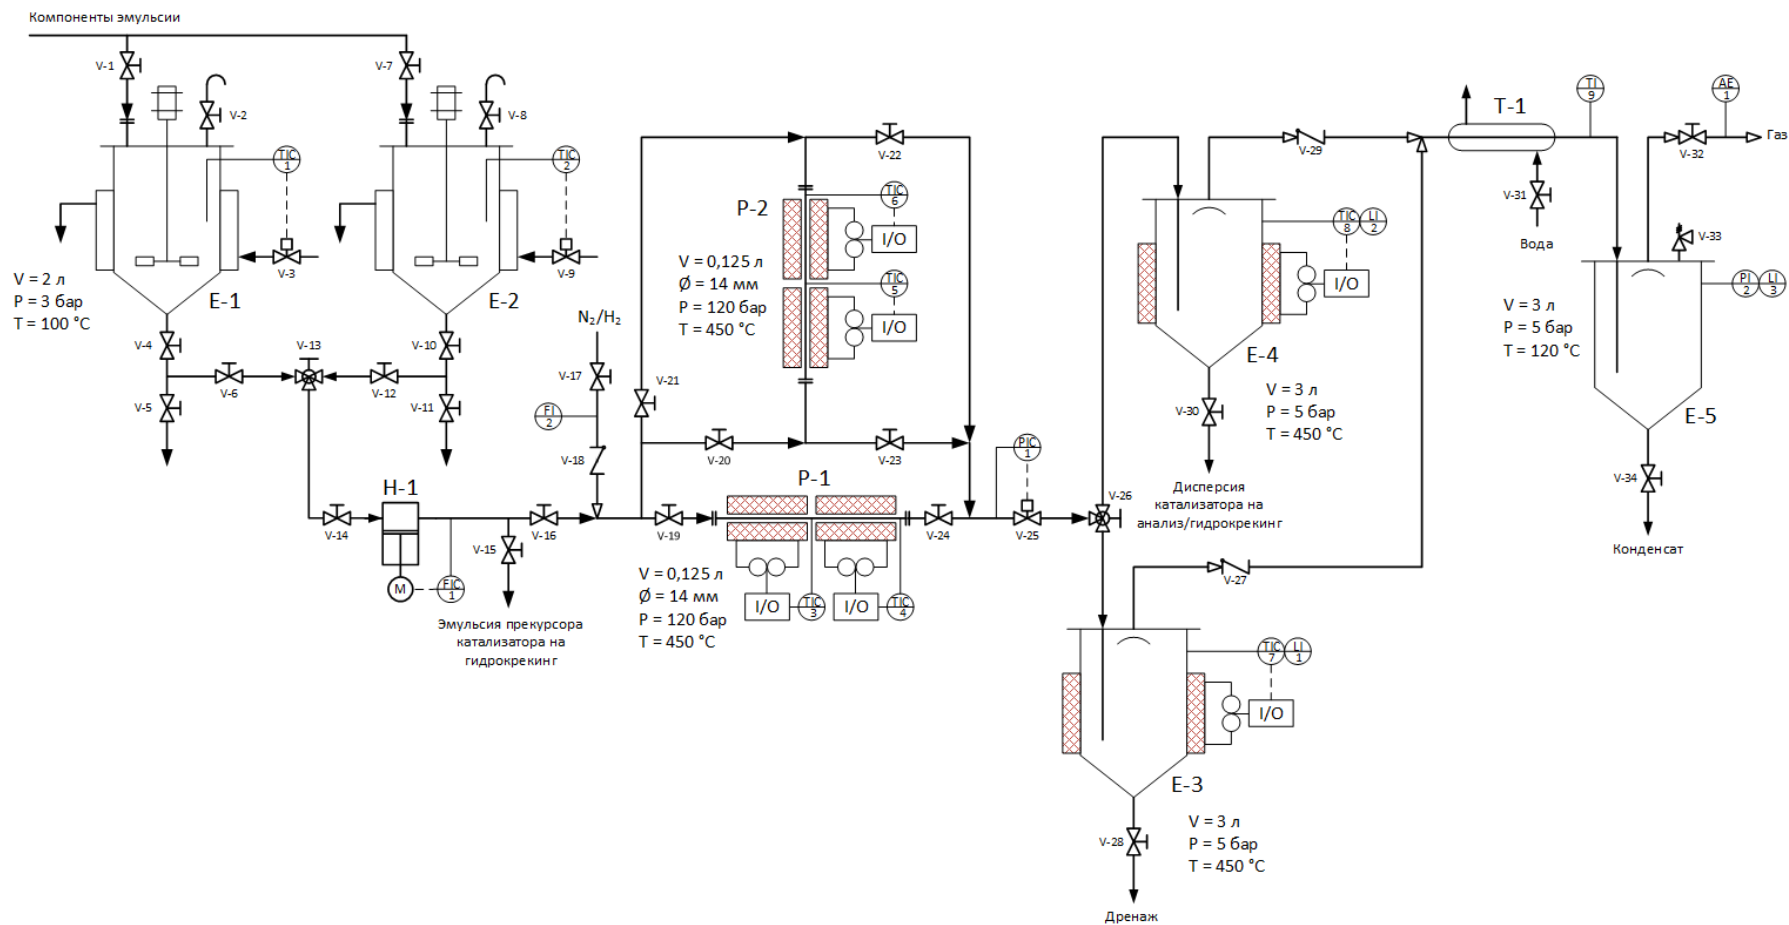 Компоненты эмульсии
V-1
V-2
TIC
1
V-3
E-1
V = 2 л
P = 3 бар
T = 100 °C
V-4
V-5
V-6
V-7
V-8
TIC
2
V-9
E-2
V-10
V-11
V-12
V-13
V-14
H-1
M
FIC
1
V-15
Эмульсия прекурсора
катализатора на
гидрокрекинг
V-16
N₂/H₂
V-17
FI
2
V-18
V-19
V-20
V-21
V-22
V-23
P-2
V = 0,125 л
Ø = 14 мм
P = 120 бар
T = 450 °C
TIC
6
I/O
TIC
5
I/O
P-1
V-24
I/O
TIC
3
I/O
TIC
4
V = 0,125 л
Ø = 14 мм
P = 120 бар
T = 450 °C
PIC
1
V-25
V-26
E-4
TIC
8
LI
2
I/O
V = 3 л
P = 5 бар
T = 450 °C
V-30
Дисперсия
катализатора на
анализ/гидрокрекинг
V-29
V-27
E-3
TIC
7
LI
1
I/O
V = 3 л
P = 5 бар
T = 450 °C
V-28
Дренаж
T-1
V-31
Вода
TI
9
AE
1
V-32
Газ
V-33
PI
2
LI
3
V = 3 л
P = 5 бар
T = 120 °C
E-5
V-34
Конденсат